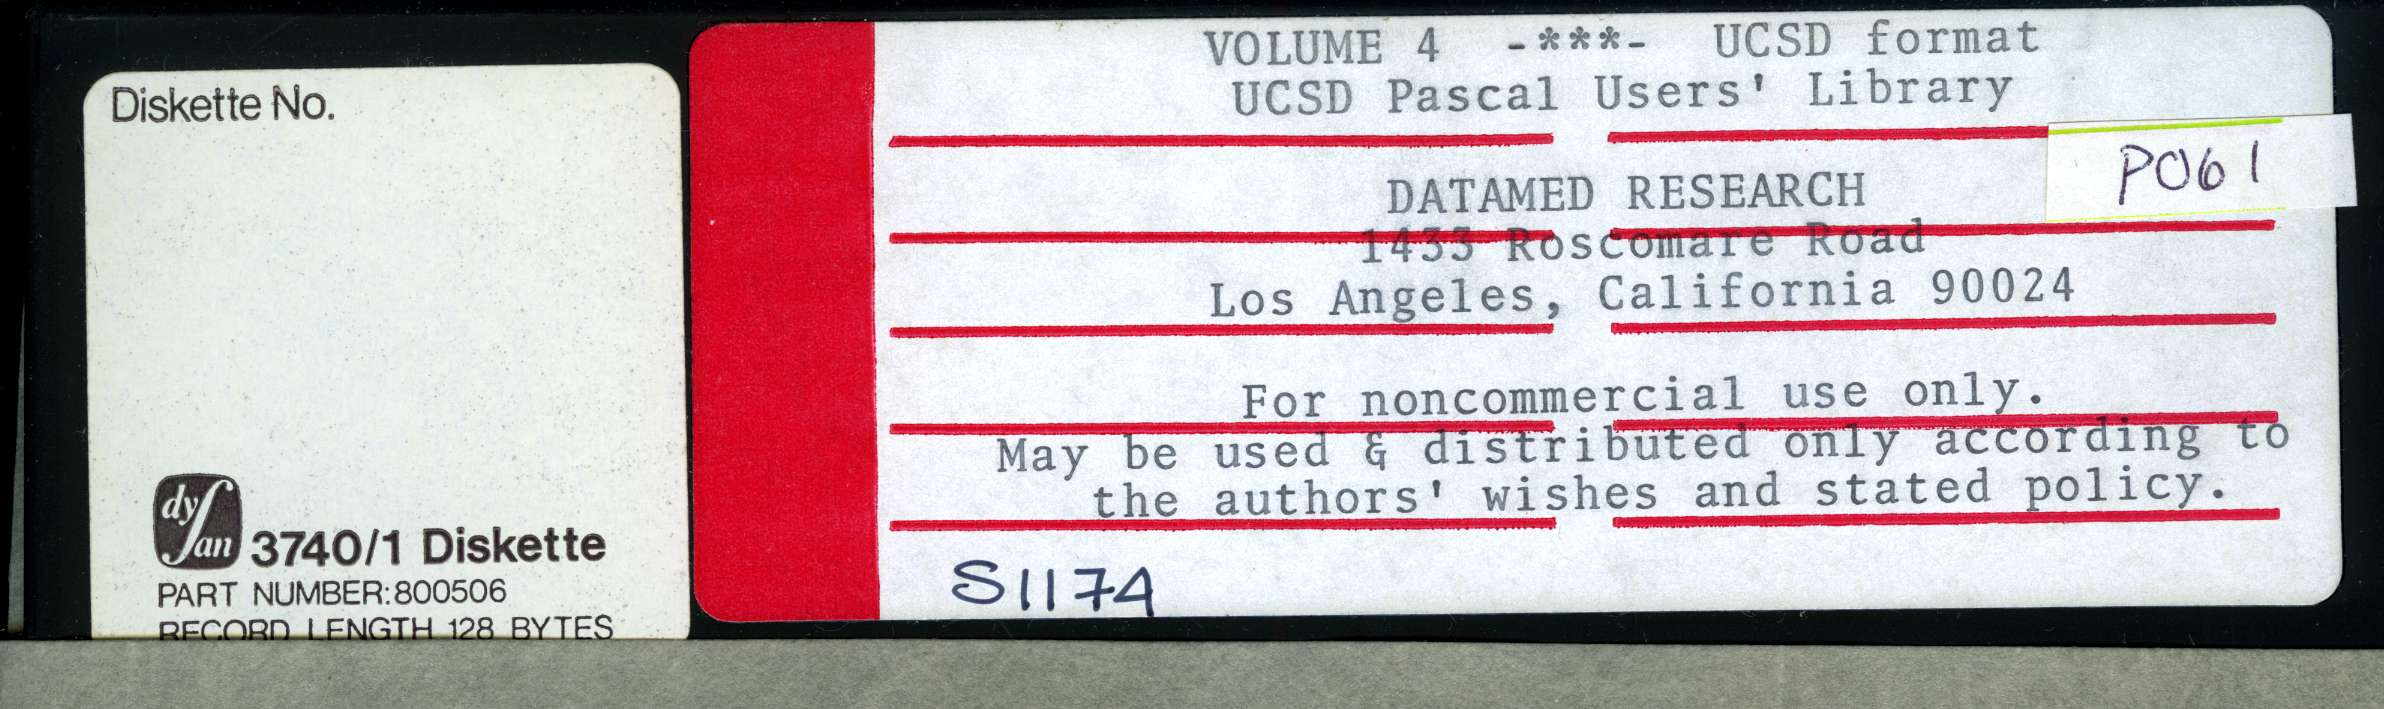 Diskette No.
dysan 3740/1 Diskette
PART NUMBER:800506
RECORD LENGTH 128 BYTES
VOLUME 4 -***- UCSD format
UCSD Pascal Users' Library
P061
DATAMED RESEARCH
1433 Roscomare Road
Los Angeles, California 90024
For noncommercial use only.
May be used & distributed only according to
the authors' wishes and stated policy.
S1174